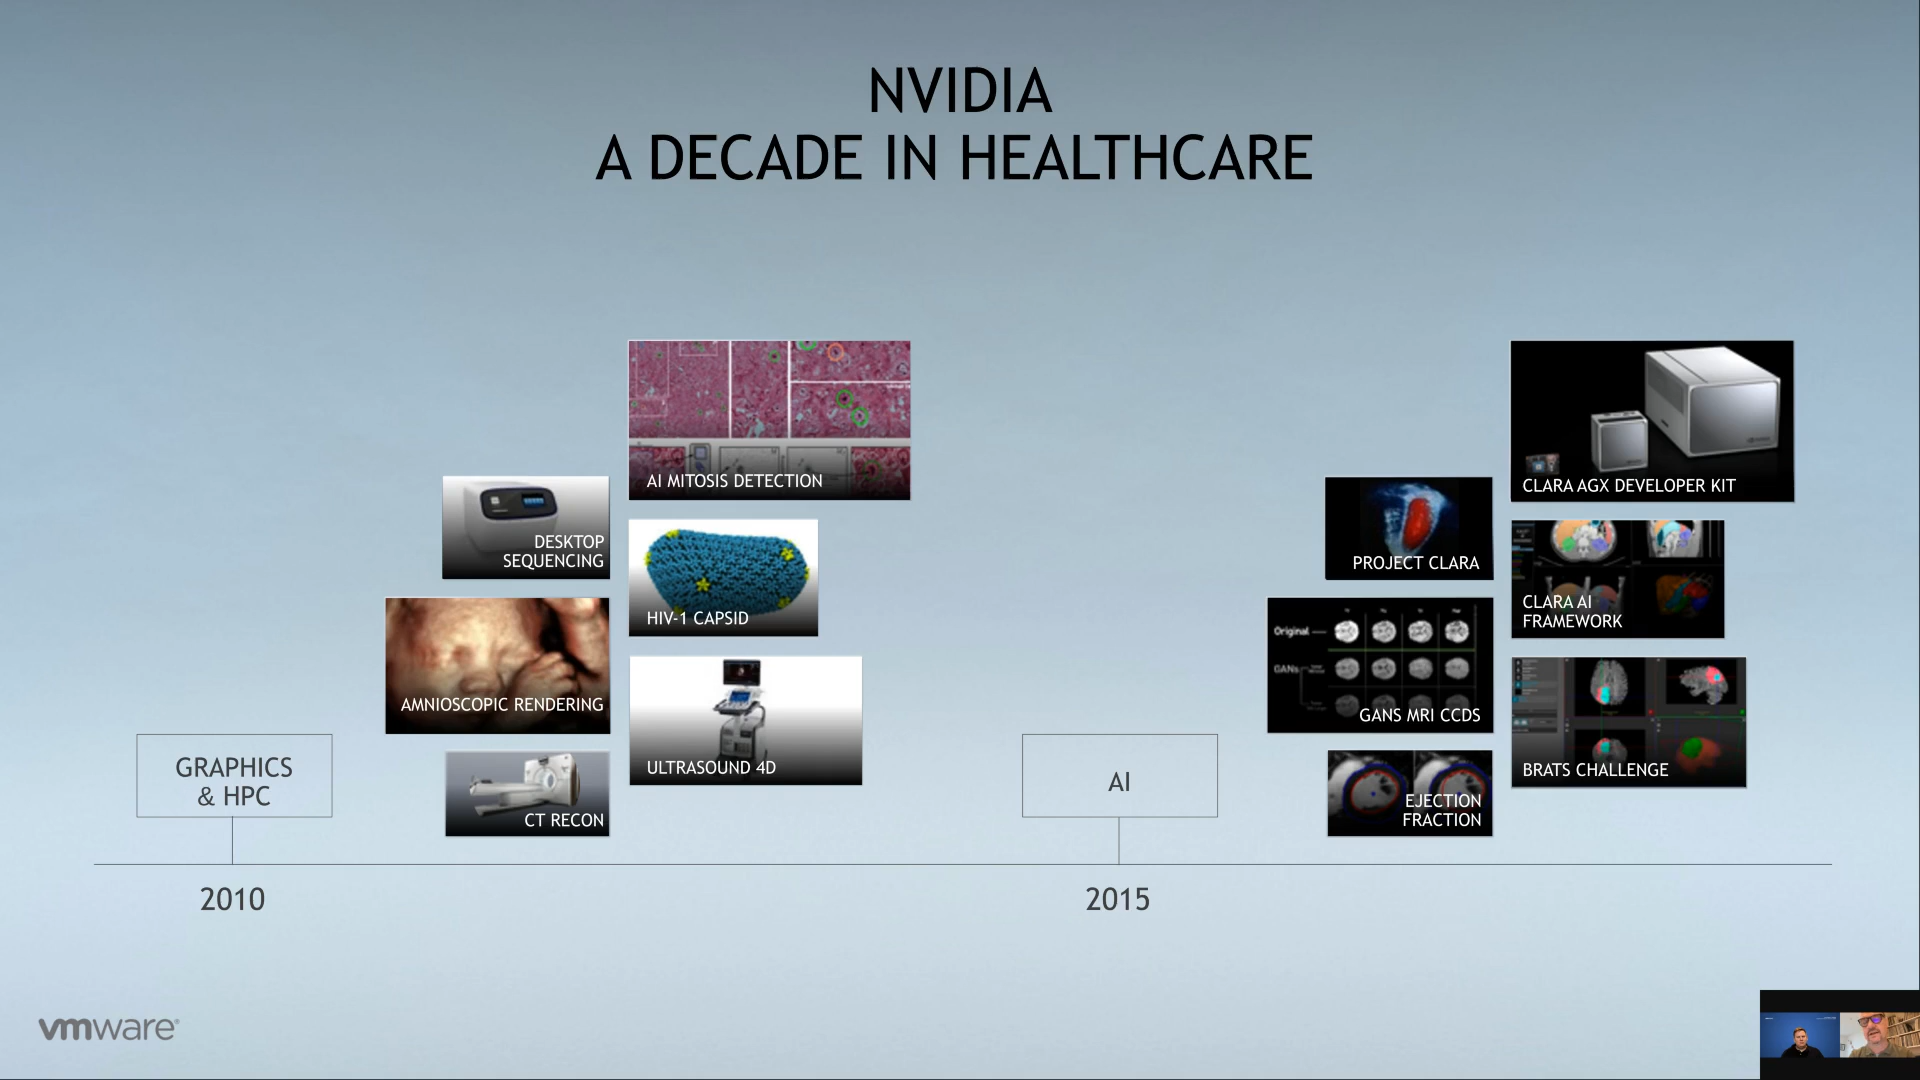 NVIDIA
A DECADE IN HEALTHCARE
AI MITOSIS DETECTION
DESKTOP
SEQUENCING
HIV-1 CAPSID
AMNIOSCOPIC RENDERING
ULTRASOUND 4D
CT RECON
GRAPHICS
& HPC
2010
CLARA AGX DEVELOPER KIT
PROJECT CLARA
CLARA AI
FRAMEWORK
Original
GANs
GANS MRI CCDS
BRATS CHALLENGE
EJECTION
FRACTION
AI
2015
vmware